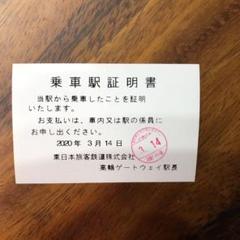 乗車駅証明書
当駅から乗車したことを証明
いたします。
お支払いは、車内又は駅の係員に
お申し出ください。
2020年 3月14日
東日本旅客鉄道株式会社
高輪ゲートウェイ駅長
3.14